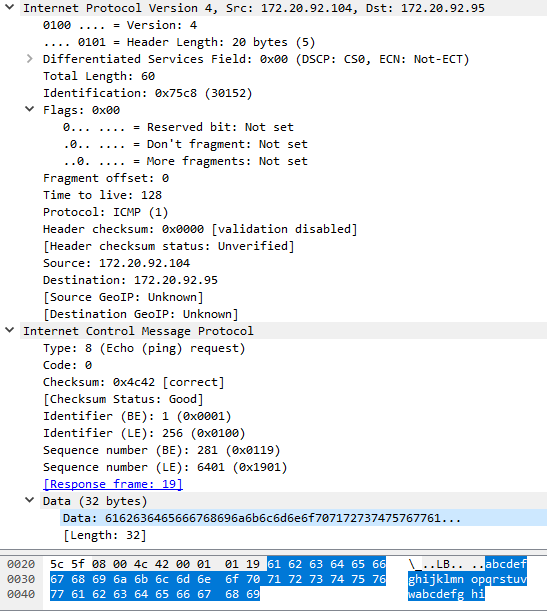 Internet Protocol Version 4, Src: 172.20.92.104, Dst: 172.20.92.95
0100 .... = Version: 4
.... 0101 = Header Length: 20 bytes (5)
Differentiated Services Field: 0x00 (DSCP: CS0, ECN: Not-ECT)
Total Length: 60
Identification: 0x75c8 (30152)
Flags: 0x00
0... .... = Reserved bit: Not set
.0.. .... = Don't fragment: Not set
..0. .... = More fragments: Not set
Fragment offset: 0
Time to live: 128
Protocol: ICMP (1)
Header checksum: 0x0000 [validation disabled]
[Header checksum status: Unverified]
Source: 172.20.92.104
Destination: 172.20.92.95
[Source GeoIP: Unknown]
[Destination GeoIP: Unknown]
Internet Control Message Protocol
Type: 8 (Echo (ping) request)
Code: 0
Checksum: 0x4c42 [correct]
[Checksum Status: Good]
Identifier (BE): 1 (0x0001)
Identifier (LE): 256 (0x0100)
Sequence number (BE): 281 (0x0119)
Sequence number (LE): 6401 (0x1901)
[Response frame: 19]
Data (32 bytes)
Data: 6162636465666768696a6b6c6d6e6f707172737475767761...
[Length: 32]
0020 5c 5f 08 00 4c 42 00 01 01 19 61 62 63 64 65 66 \_..LB.. ..abcdef
0030 67 68 69 6a 6b 6c 6d 6e 6f 70 71 72 73 74 75 76 ghijklmn opqrstuv
0040 77 61 62 63 64 65 66 67 68 69 wabcdefg hi